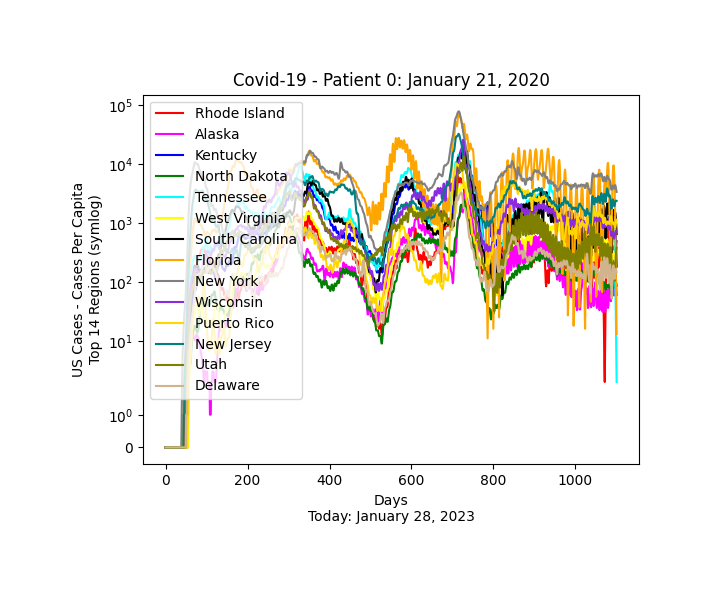 Covid-19 - Patient 0: January 21, 2020
US Cases - Cases Per Capita
Top 14 Regions (symlog)
10^5
10^4
10^3
10^2
10^1
10^0
0
Rhode Island
Alaska
Kentucky
North Dakota
Tennessee
West Virginia
South Carolina
Florida
New York
Wisconsin
Puerto Rico
New Jersey
Utah
Delaware
0 200 400 600 800 1000
Days
Today: January 28, 2023